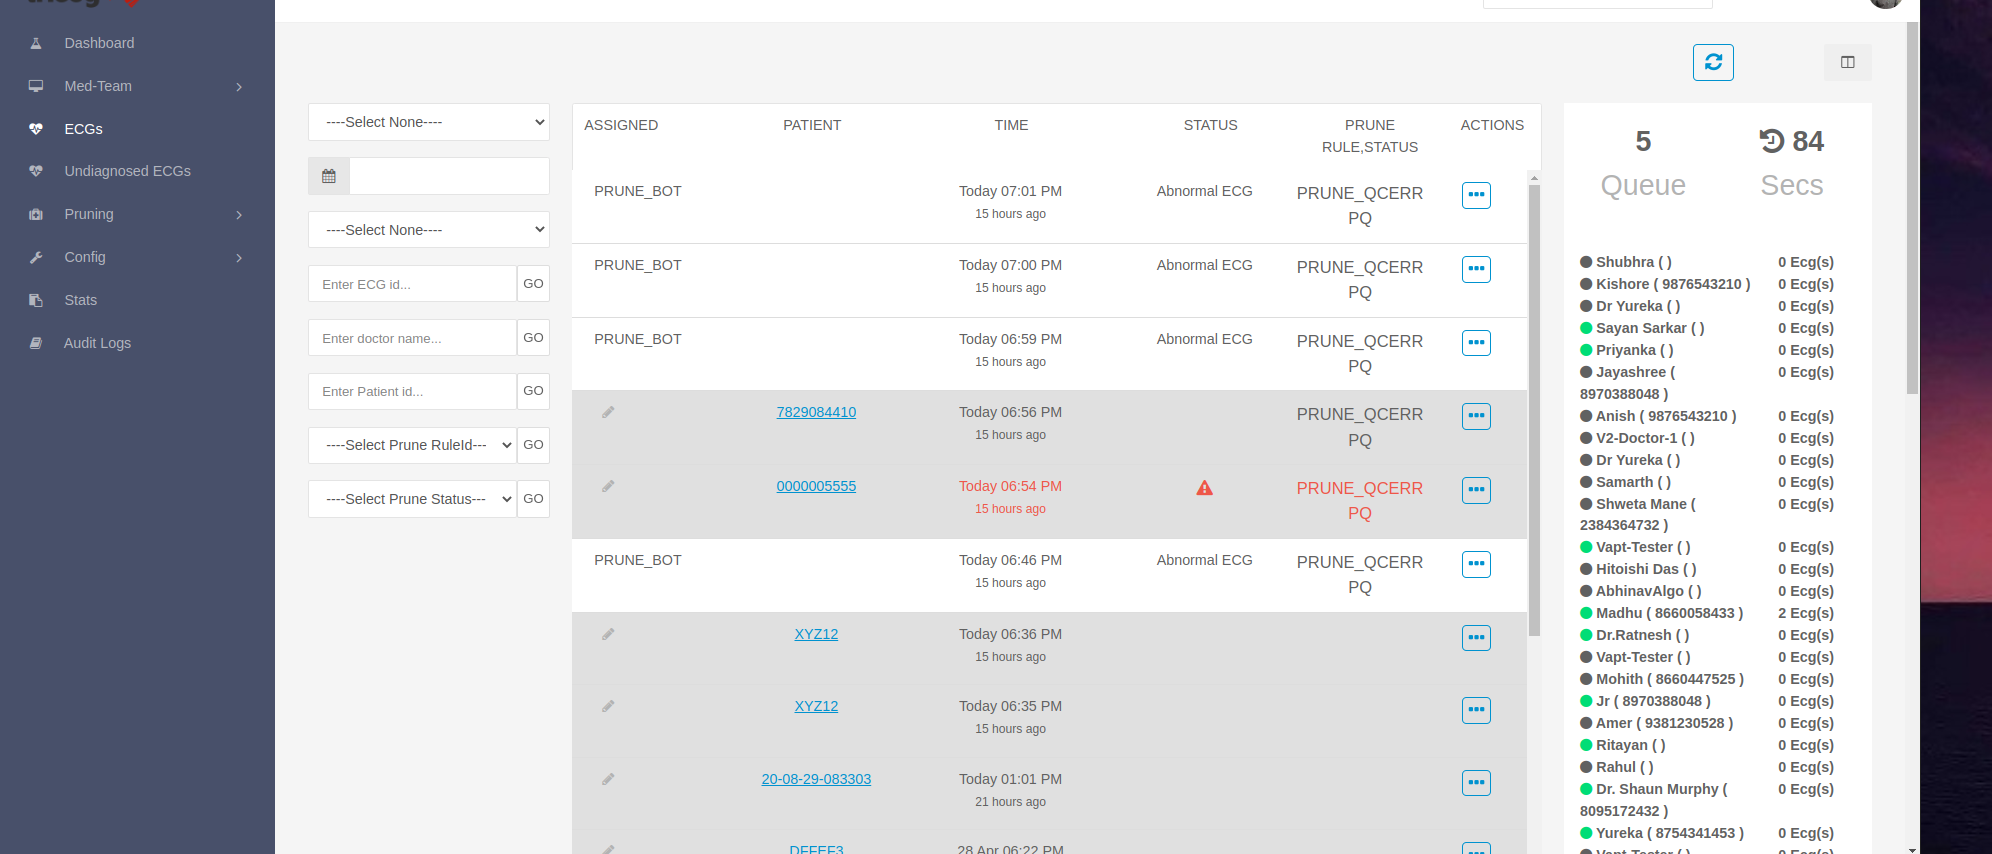 Dashboard
Med-Team
ECGs
Undiagnosed ECGs
Pruning
Config
Stats
Audit Logs
----Select None----
----Select None----
Enter ECG id... GO
Enter doctor name... GO
Enter Patient id... GO
----Select Prune RuleId--- GO
----Select Prune Status--- GO
ASSIGNED PATIENT TIME STATUS PRUNE ACTIONS
RULE,STATUS
PRUNE_BOT Today 07:01 PM Abnormal ECG PRUNE_QCERR
15 hours ago PQ
PRUNE_BOT Today 07:00 PM Abnormal ECG PRUNE_QCERR
15 hours ago PQ
PRUNE_BOT Today 06:59 PM Abnormal ECG PRUNE_QCERR
15 hours ago PQ
7829084410 Today 06:56 PM PRUNE_QCERR
15 hours ago PQ
0000005555 Today 06:54 PM PRUNE_QCERR
15 hours ago PQ
PRUNE_BOT Today 06:46 PM Abnormal ECG PRUNE_QCERR
15 hours ago PQ
XYZ12 Today 06:36 PM
15 hours ago
XYZ12 Today 06:35 PM
15 hours ago
20-08-29-083303 Today 01:01 PM
21 hours ago
28 Apr 06:22 PM
5 84
Queue Secs
Shubhra ( ) 0 Ecg(s)
Kishore ( 9876543210 ) 0 Ecg(s)
Dr Yureka ( ) 0 Ecg(s)
Sayan Sarkar ( ) 0 Ecg(s)
Priyanka ( ) 0 Ecg(s)
Jayashree ( 0 Ecg(s)
8970388048 )
Anish ( 9876543210 ) 0 Ecg(s)
V2-Doctor-1 ( ) 0 Ecg(s)
Dr Yureka ( ) 0 Ecg(s)
Samarth ( ) 0 Ecg(s)
Shweta Mane ( 0 Ecg(s)
2384364732 )
Vapt-Tester ( ) 0 Ecg(s)
Hitoishi Das ( ) 0 Ecg(s)
AbhinavAlgo ( ) 0 Ecg(s)
Madhu ( 8660058433 ) 2 Ecg(s)
Dr.Ratnesh ( ) 0 Ecg(s)
Vapt-Tester ( ) 0 Ecg(s)
Mohith ( 8660447525 ) 0 Ecg(s)
Jr ( 8970388048 ) 0 Ecg(s)
Amer ( 9381230528 ) 0 Ecg(s)
Ritayan ( ) 0 Ecg(s)
Rahul ( ) 0 Ecg(s)
Dr. Shaun Murphy ( 0 Ecg(s)
8095172432 )
Yureka ( 8754341453 ) 0 Ecg(s)
Vapt-Tester ( ) 0 Ecg(s)